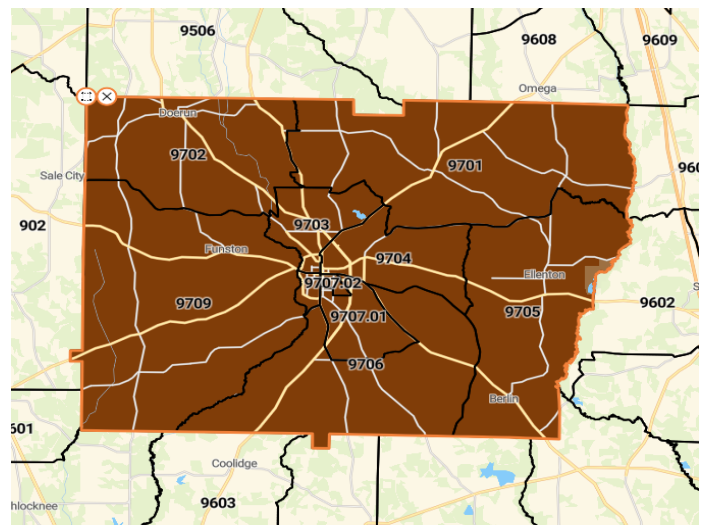 9506
9608
9609
Omega
Doerun
9702
9701
Sale City
960
902
9703
Funston
9704
Ellenton
9707.02
9709
9707.01
9705
9602
9706
Berlin
601
Coolidge
9603
hlocknee